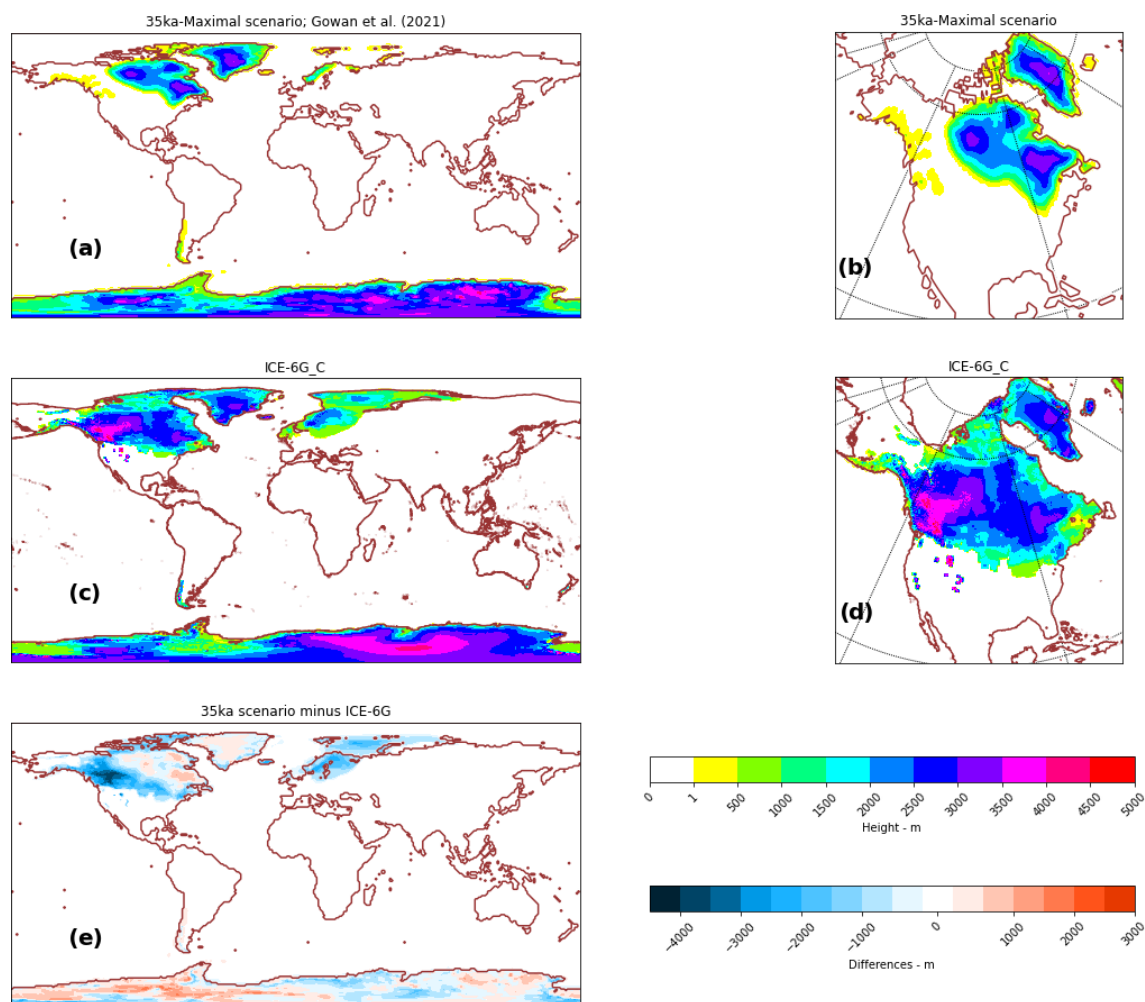 35ka-Maximal scenario; Gowan et al. (2021)
35ka-Maximal scenario
(a)
(b)
ICE-6G_C
ICE-6G_C
(c)
(d)
35ka scenario minus ICE-6G
(e)
0 1 500 1000 1500 2000 2500 3000 3500 4000 4500 5000
Height - m
−4000 −3000 −2000 −1000 0 1000 2000 3000
Differences - m